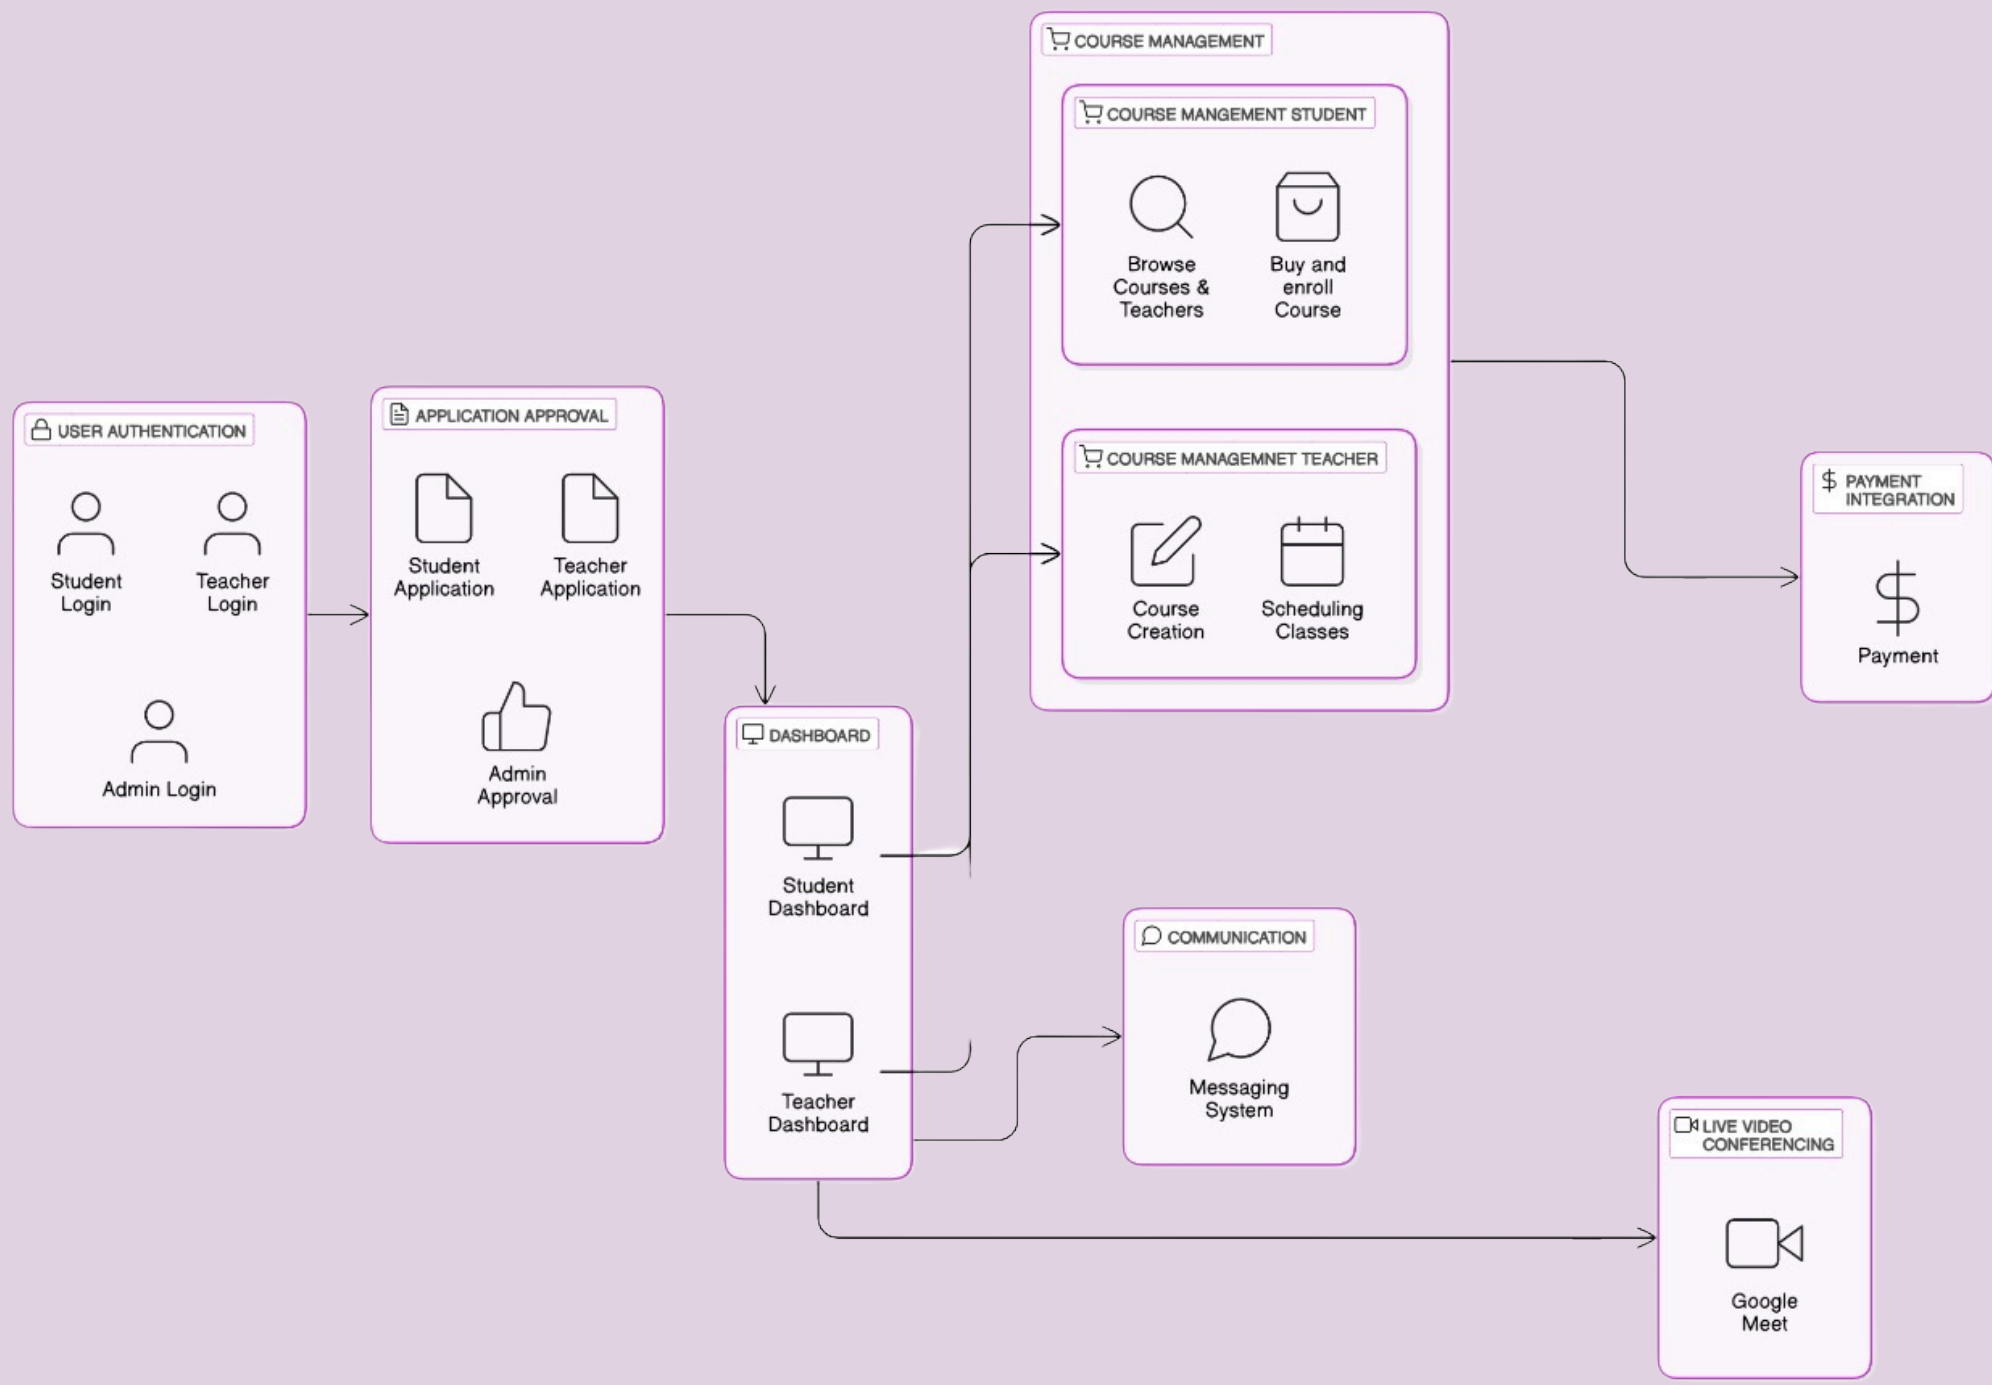 USER AUTHENTICATION
Student
Login
Teacher
Login
Admin Login
APPLICATION APPROVAL
Student
Application
Teacher
Application
Admin
Approval
DASHBOARD
Student
Dashboard
Teacher
Dashboard
COURSE MANAGEMENT
COURSE MANGEMENT STUDENT
Browse
Courses &
Teachers
Buy and
enroll
Course
COURSE MANAGEMNET TEACHER
Course
Creation
Scheduling
Classes
COMMUNICATION
Messaging
System
PAYMENT
INTEGRATION
Payment
LIVE VIDEO
CONFERENCING
Google
Meet